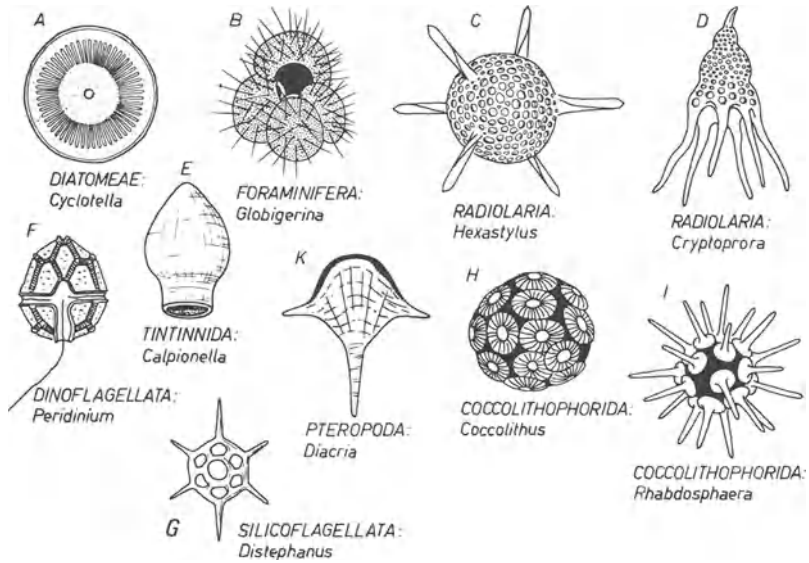 A
B
C
D
DIATOMEAE:
Cyclotella
E
FORAMINIFERA:
Globigerina
RADIOLARIA:
Hexastylus
RADIOLARIA:
Cryptoprora
F
TINTINNIDA:
Calpionella
K
H
I
DINOFLAGELLATA:
Peridinium
PTEROPODA:
Diacria
COCCOLITHOPHORIDA:
Coccolithus
COCCOLITHOPHORIDA:
Rhabdosphaera
G
SILICOFLAGELLATA:
Distephanus